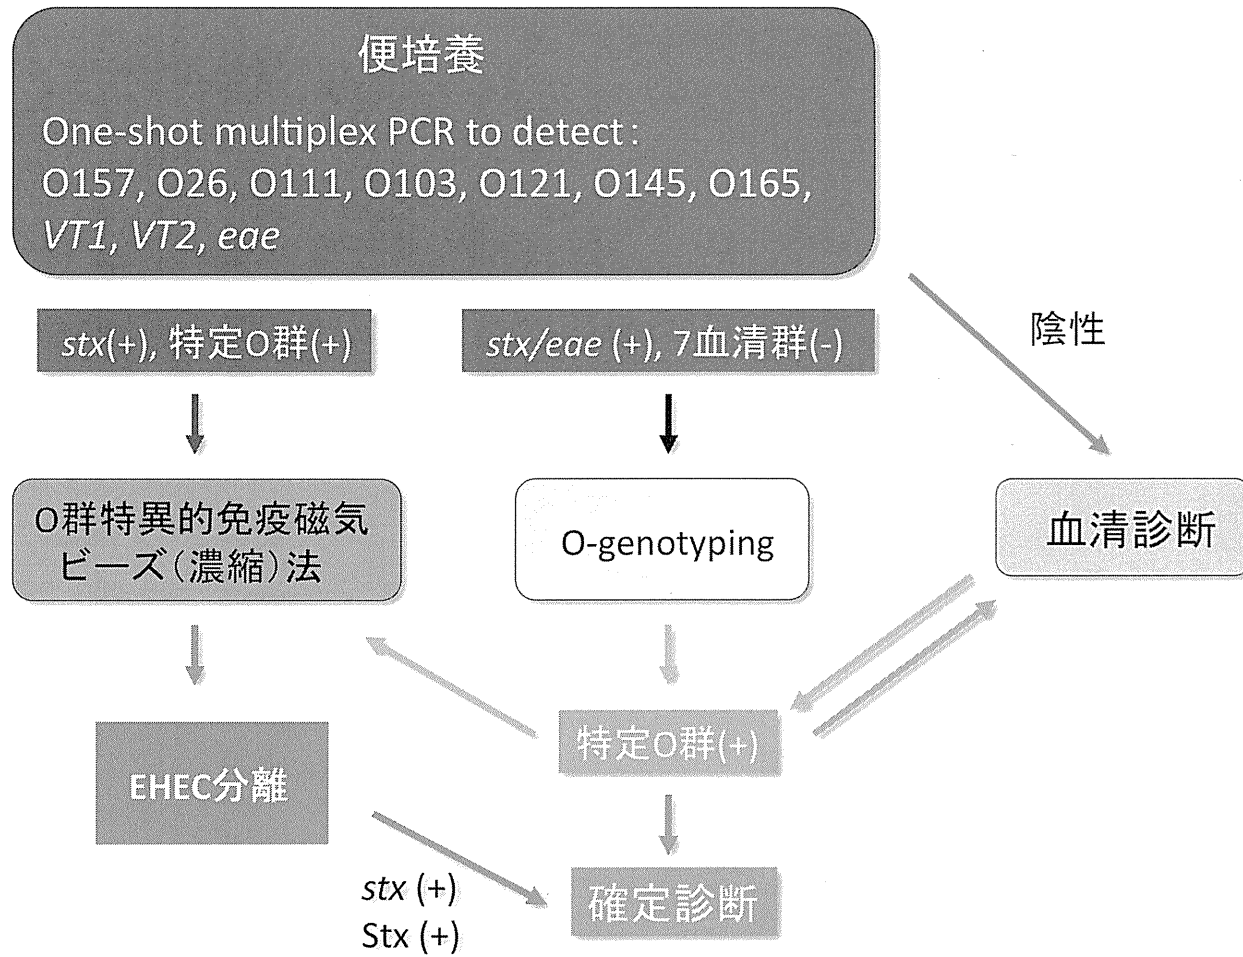 便培養
One-shot multiplex PCR to detect :
O157, O26, O111, O103, O121, O145, O165,
VT1, VT2, eae
stx(+), 特定O群(+)
stx/eae (+), 7血清群(-)
陰性
O群特異的免疫磁気
ビーズ(濃縮)法
O-genotyping
血清診断
特定O群(+)
EHEC分離
stx (+)
Stx (+)
確定診断